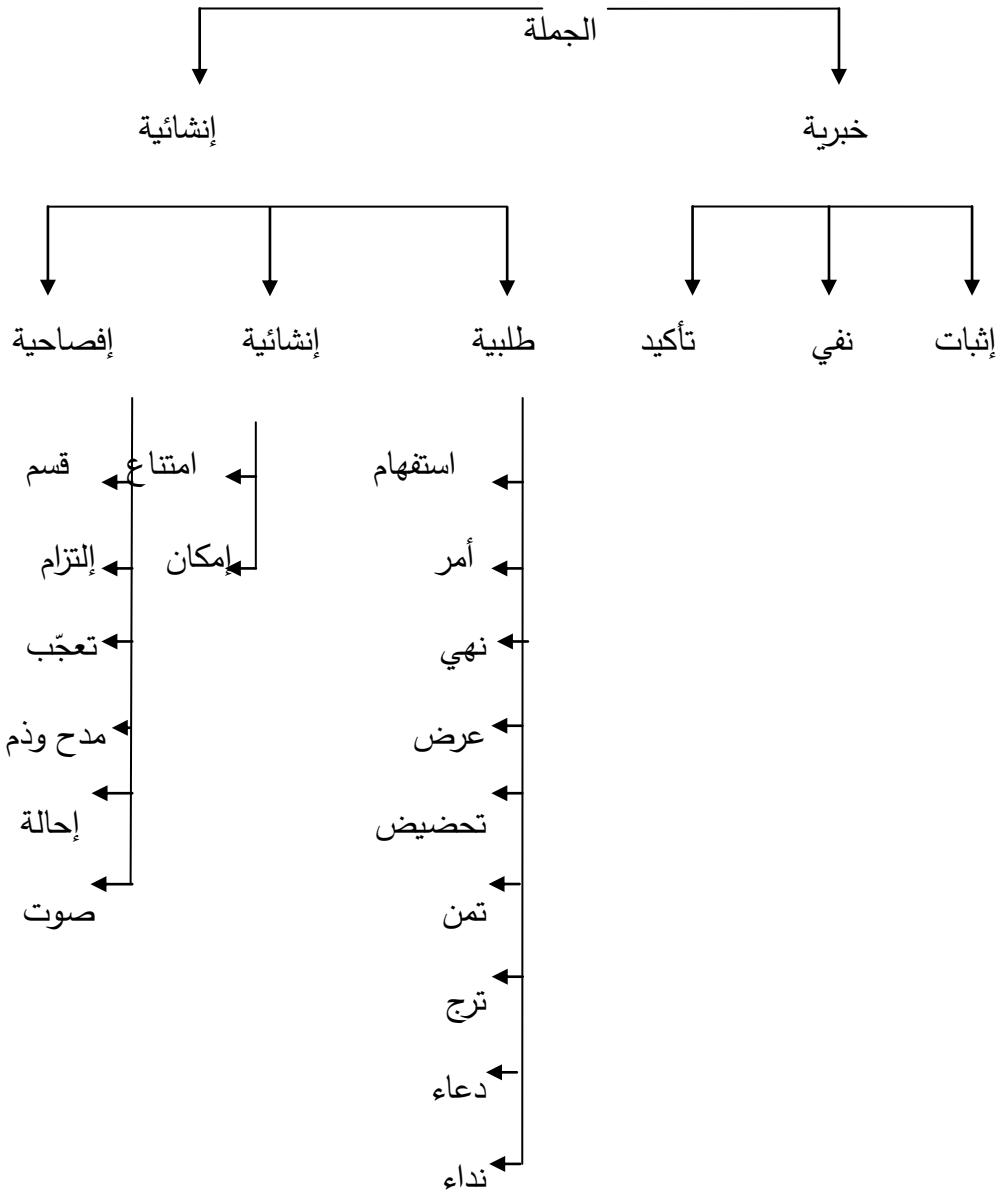 الجملة
خبرية
إنشائية
إثبات
نفي
تأكيد
طلبية
إنشائية
إفصاحية
استفهام
أمر
نهي
عرض
تحضيض
تمن
ترج
دعاء
نداء
امتناع
إمكان
قسم
إلتزام
تعجّب
مدح وذم
إحالة
صوت